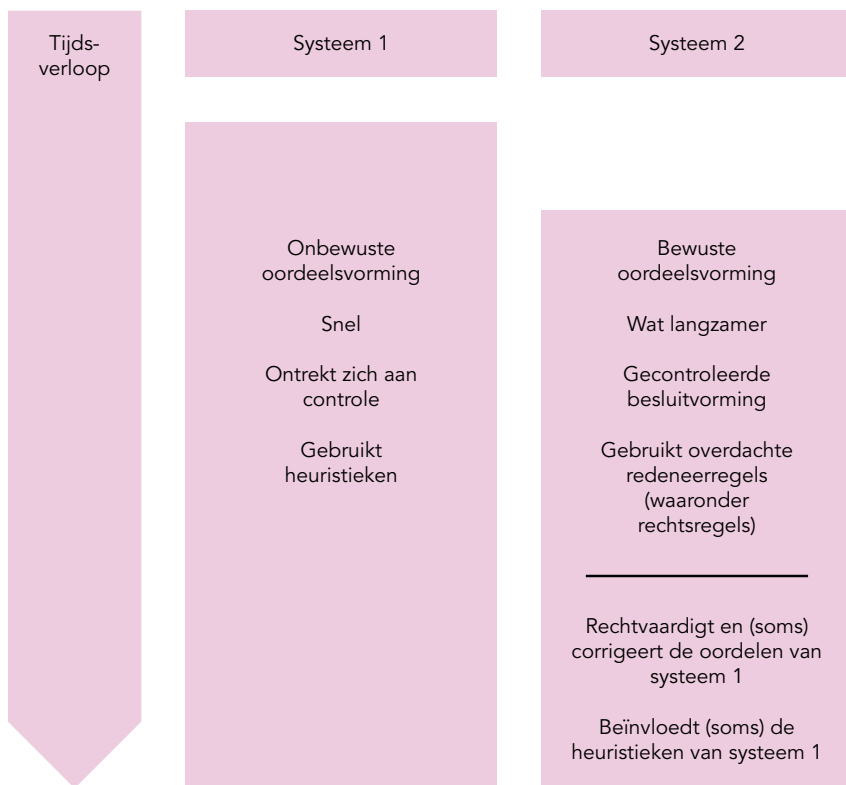 Tijds-
verloop
Systeem 1
Systeem 2
Onbewuste
oordeelsvorming
Snel
Ontrekt zich aan
controle
Gebruikt
heuristieken
Bewuste
oordeelsvorming
Wat langzamer
Gecontroleerde
besluitvorming
Gebruikt overdachte
redeneerregels
(waaronder
rechtsregels)
Rechtvaardigt en (soms)
corrigeert de oordelen van
systeem 1
Beïnvloedt (soms) de
heuristieken van systeem 1